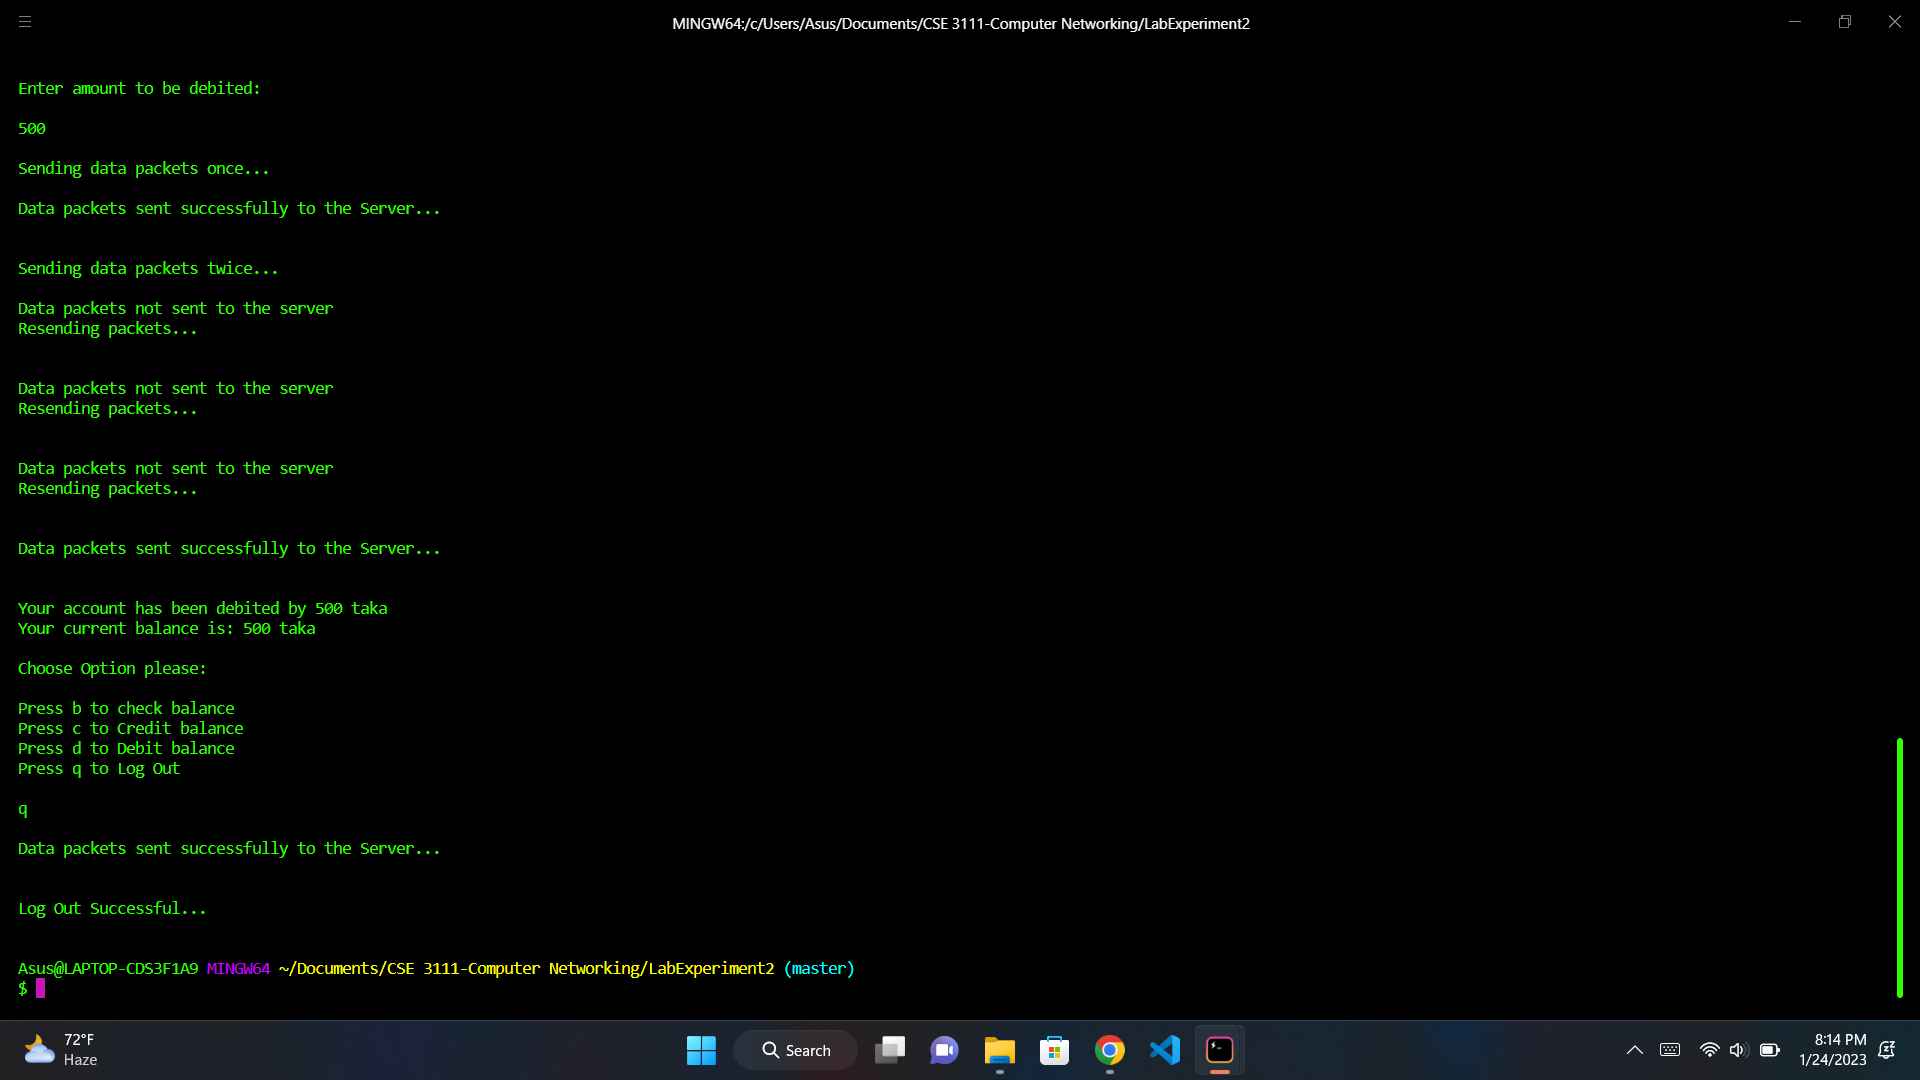 MINGW64:/c/Users/Asus/Documents/CSE 3111-Computer Networking/LabExperiment2
Enter amount to be debited:
500
Sending data packets once...
Data packets sent successfully to the Server...
Sending data packets twice...
Data packets not sent to the server
Resending packets...
Data packets not sent to the server
Resending packets...
Data packets not sent to the server
Resending packets...
Data packets sent successfully to the Server...
Your account has been debited by 500 taka
Your current balance is: 500 taka
Choose Option please:
Press b to check balance
Press c to Credit balance
Press d to Debit balance
Press q to Log Out
q
Data packets sent successfully to the Server...
Log Out Successful...
Asus@LAPTOP-CDS3F1A9 MINGW64 ~/Documents/CSE 3111-Computer Networking/LabExperiment2 (master)
$
72°F
Haze
Search
8:14 PM
1/24/2023